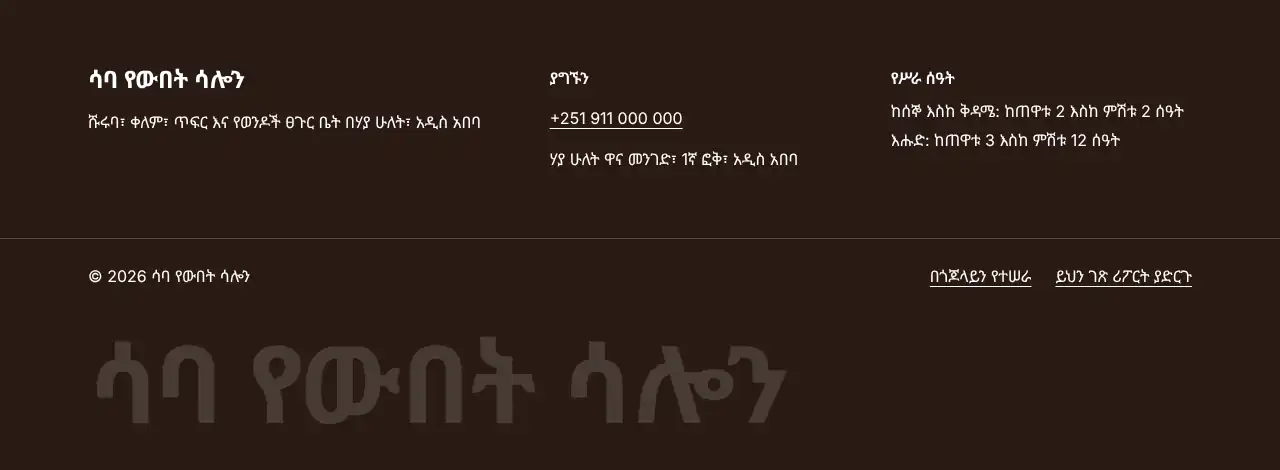 ሳባ የውበት ሳሎን
ሹሩባ፣ ቀለም፣ ጥፍር እና የወንዶች ፀጉር ቤት በሃያ ሁለት፣ አዲስ አበባ
ያግኙን
+251 911 000 000
ሃያ ሁለት ዋና መንገድ፣ 1ኛ ፎቅ፣ አዲስ አበባ
የሥራ ሰዓት
ከሰኞ እስከ ቅዳሜ: ከጠዋቱ 2 እስከ ምሽቱ 2 ሰዓት
እሑድ: ከጠዋቱ 3 እስከ ምሽቱ 12 ሰዓት
© 2026 ሳባ የውበት ሳሎን
በጎጆላይን የተሠራ
ይህን ገጽ ሪፖርት ያድርጉ
ሳባ የውበት ሳሎን